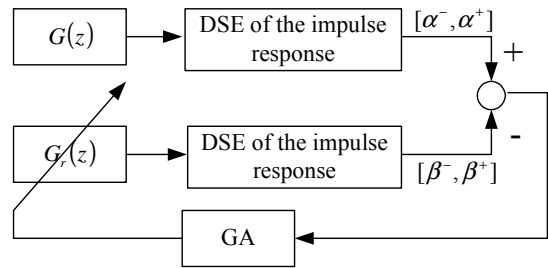 G(z)
DSE of the impulse
response
[α⁻, α⁺]
+
G_r(z)
DSE of the impulse
response
-
[β⁻, β⁺]
GA